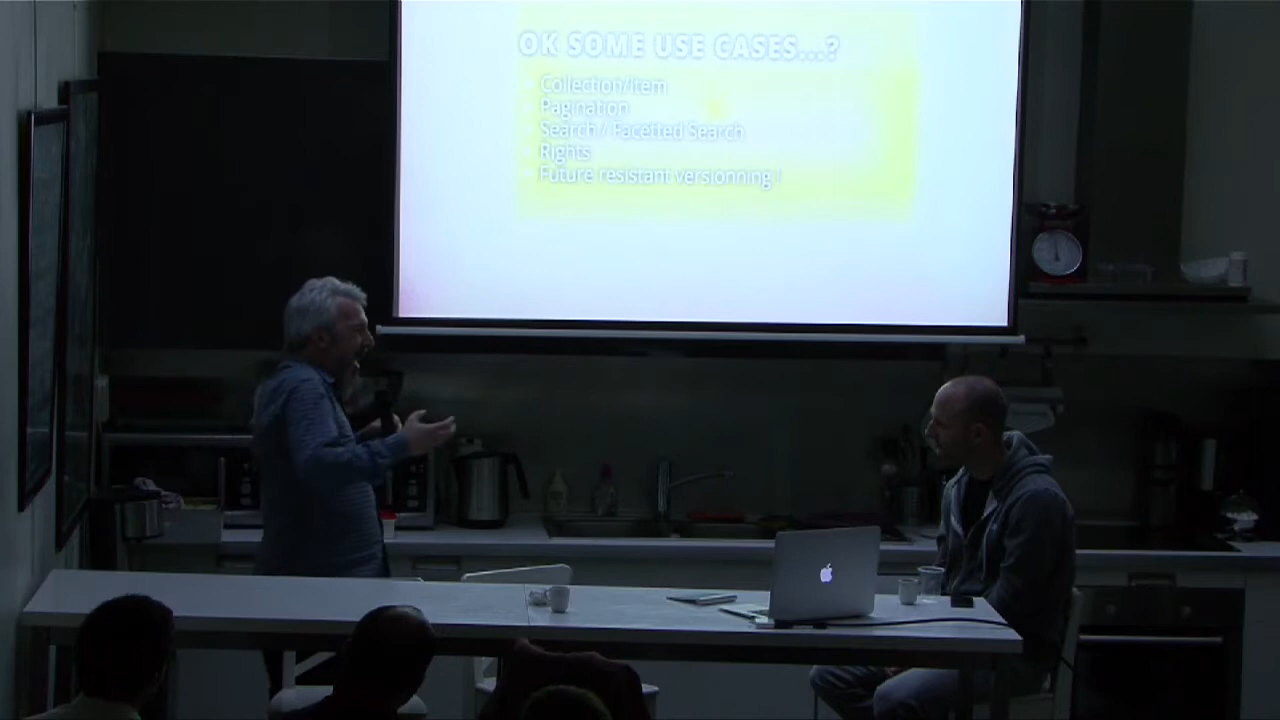 OK SOME USE CASES...?
Collection/Item
Pagination
Search / Facetted Search
Rights
Future resistant versionning !